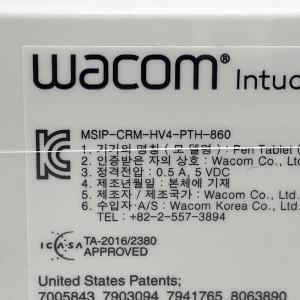 wacom® Intuo
MSIP-CRM-HV4-PTH-860
1. 기기의 명칭 ( 모 델명 ) : Pen Tablet (
2. 인증받은 자의 상호 : Wacom Co., Ltd
3. 정격전압 : 0.5 A, 5 VDC
4. 제조년월일 : 본체에 기재
5. 제조자 / 제조국가 : Wacom Co., Ltd.
6. 수입자 / A/S : Wacom Korea Co., Ltd.
TEL : +82-2-557-3894
ICASA
TA-2016/2380
APPROVED
United States Patents;
7005843 7903094 7941765 8063890